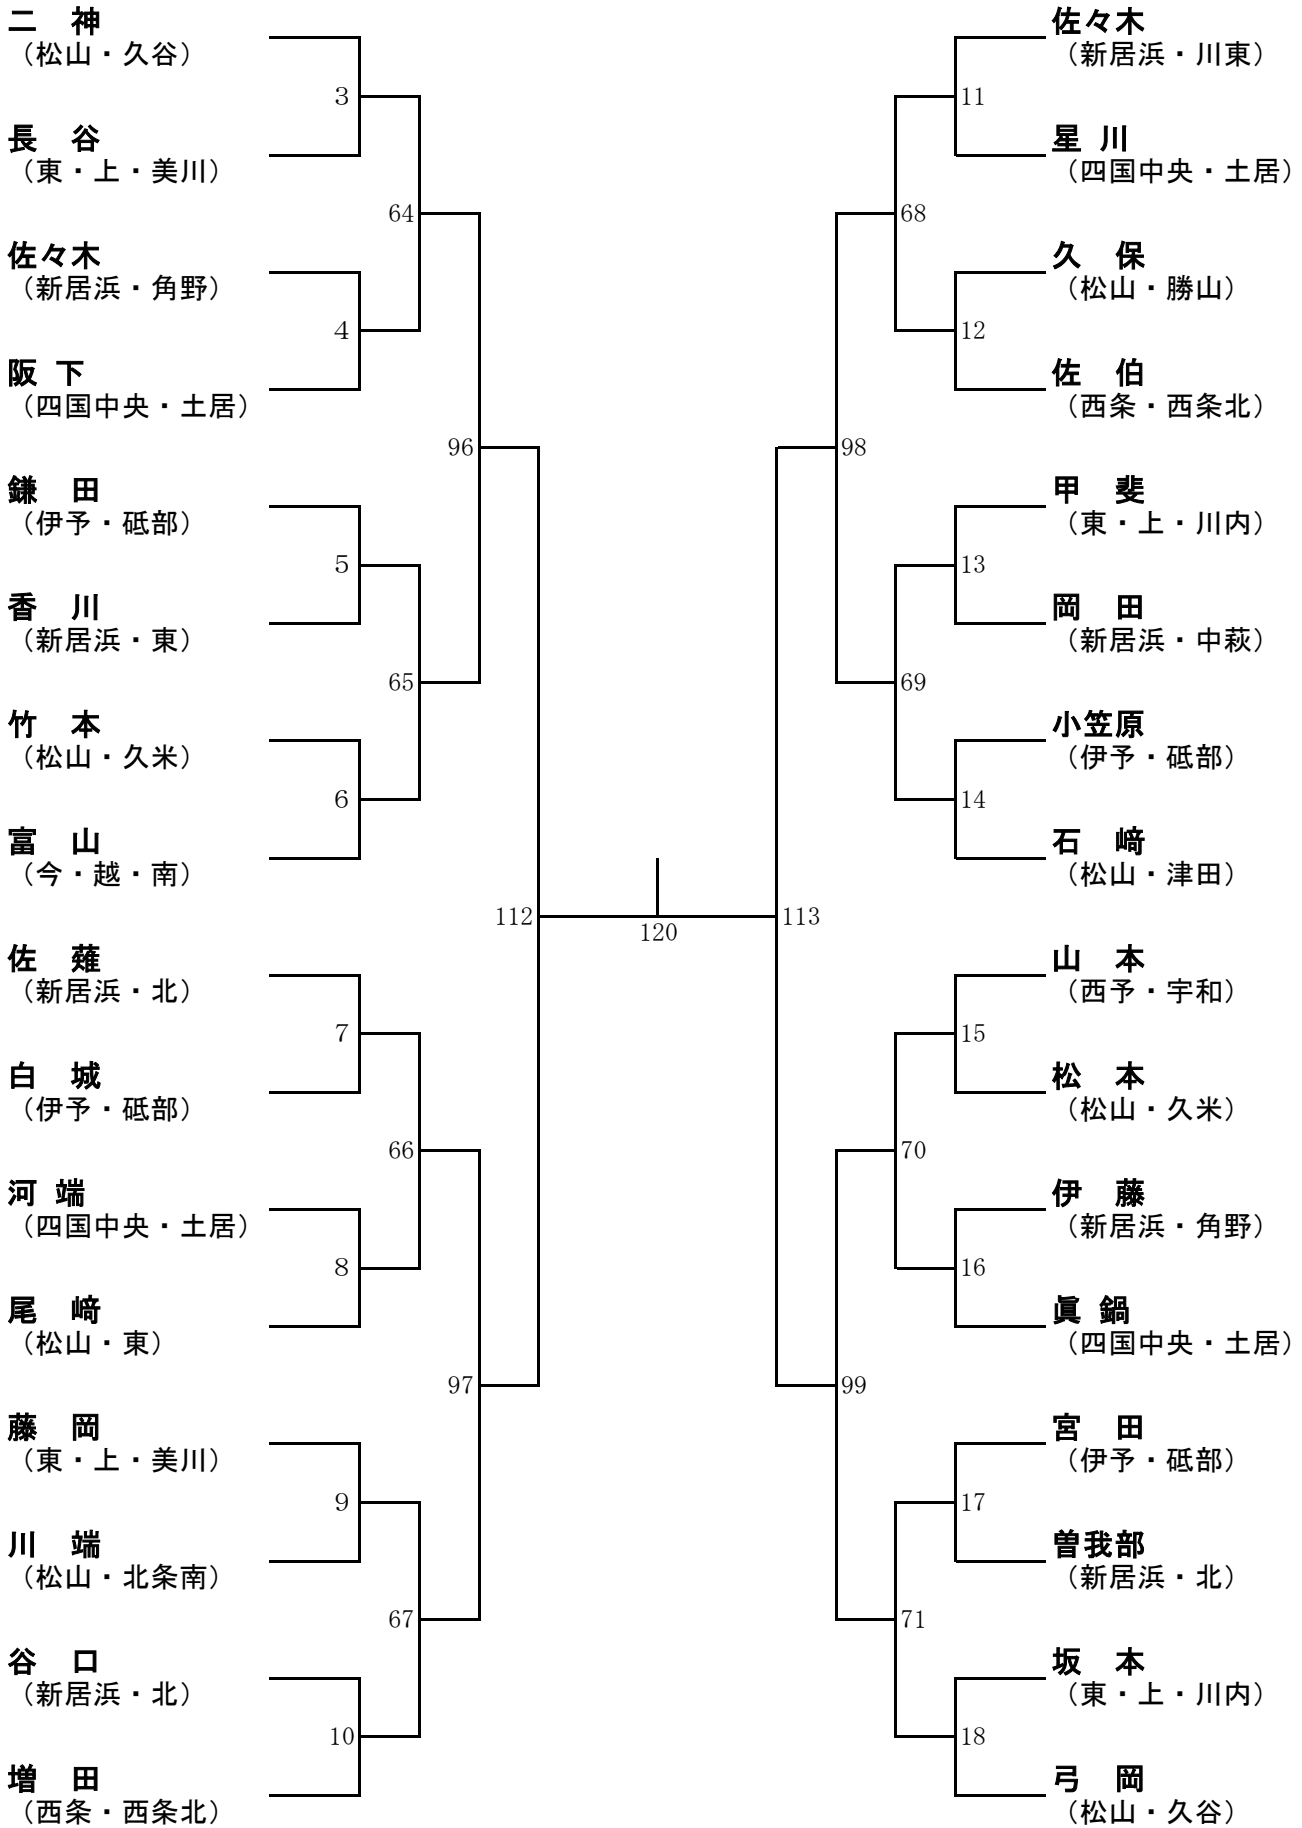 二　神
（松山・久谷）
3
長　谷
（東・上・美川）
64
佐々木
（新居浜・角野）
4
阪 下
（四国中央・土居）
96
鎌　田
（伊予・砥部）
5
香　川
（新居浜・東）
65
竹　本
（松山・久米）
6
富　山
（今・越・南）
112
佐　薙
（新居浜・北）
7
白　城
（伊予・砥部）
66
河 端
（四国中央・土居）
8
尾　﨑
（松山・東）
97
藤　岡
（東・上・美川）
9
川　端
（松山・北条南）
67
谷　口
（新居浜・北）
10
増　田
（西条・西条北）
120
佐々木
（新居浜・川東）
11
星 川
（四国中央・土居）
68
久　保
（松山・勝山）
12
佐　伯
（西条・西条北）
98
甲　斐
（東・上・川内）
13
岡　田
（新居浜・中萩）
69
小笠原
（伊予・砥部）
14
石　﨑
（松山・津田）
113
山　本
（西予・宇和）
15
松　本
（松山・久米）
70
伊　藤
（新居浜・角野）
16
眞 鍋
（四国中央・土居）
99
宮　田
（伊予・砥部）
17
曽我部
（新居浜・北）
71
坂　本
（東・上・川内）
18
弓　岡
（松山・久谷）